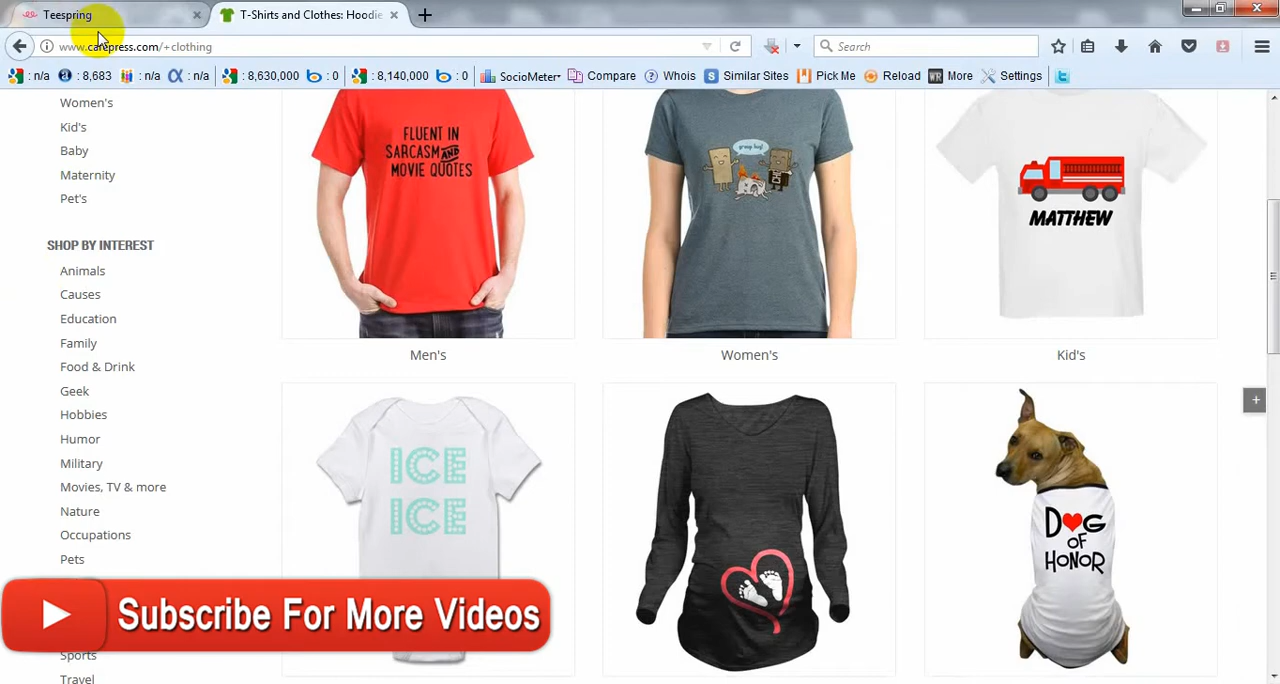 Teespring
T-Shirts and Clothes: Hoodie
www.cafepress.com/+clothing
Search
: n/a : 8,683 : n/a : n/a : 8,630,000 : 0 : 8,140,000 : 0 SocioMeter Compare Whois Similar Sites Pick Me Reload More Settings
Women's
Kid's
Baby
Maternity
Pet's
SHOP BY INTEREST
Animals
Causes
Education
Family
Food & Drink
Geek
Hobbies
Humor
Military
Movies, TV & more
Nature
Occupations
Pets
Sports
Travel
FLUENT IN
SARCASM AND
MOVIE QUOTES
group hug!
CHO
MATTHEW
Men's
Women's
Kid's
ICE
ICE
DOG
OF
HONOR
Subscribe For More Videos